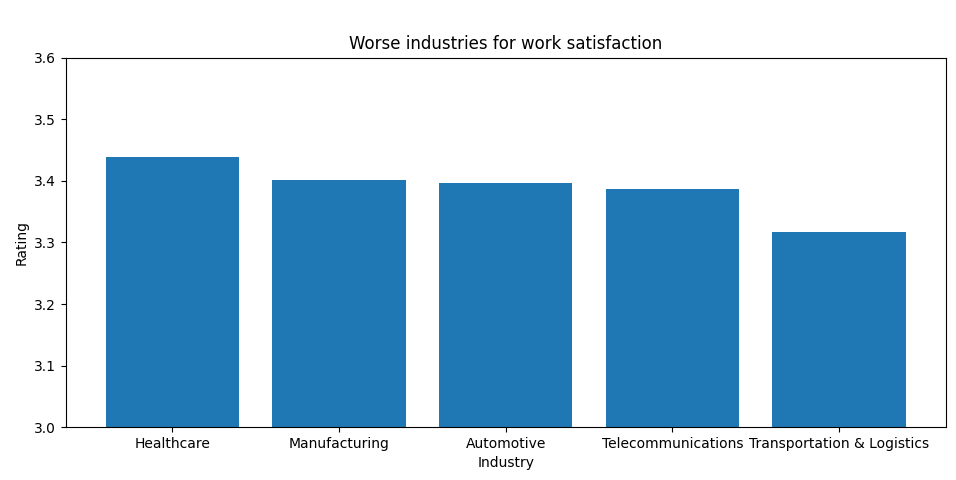 Worse industries for work satisfaction
3.6
3.5
3.4
3.3
3.2
3.1
3.0
Rating
Healthcare
Manufacturing
Automotive
Telecommunications
Transportation & Logistics
Industry